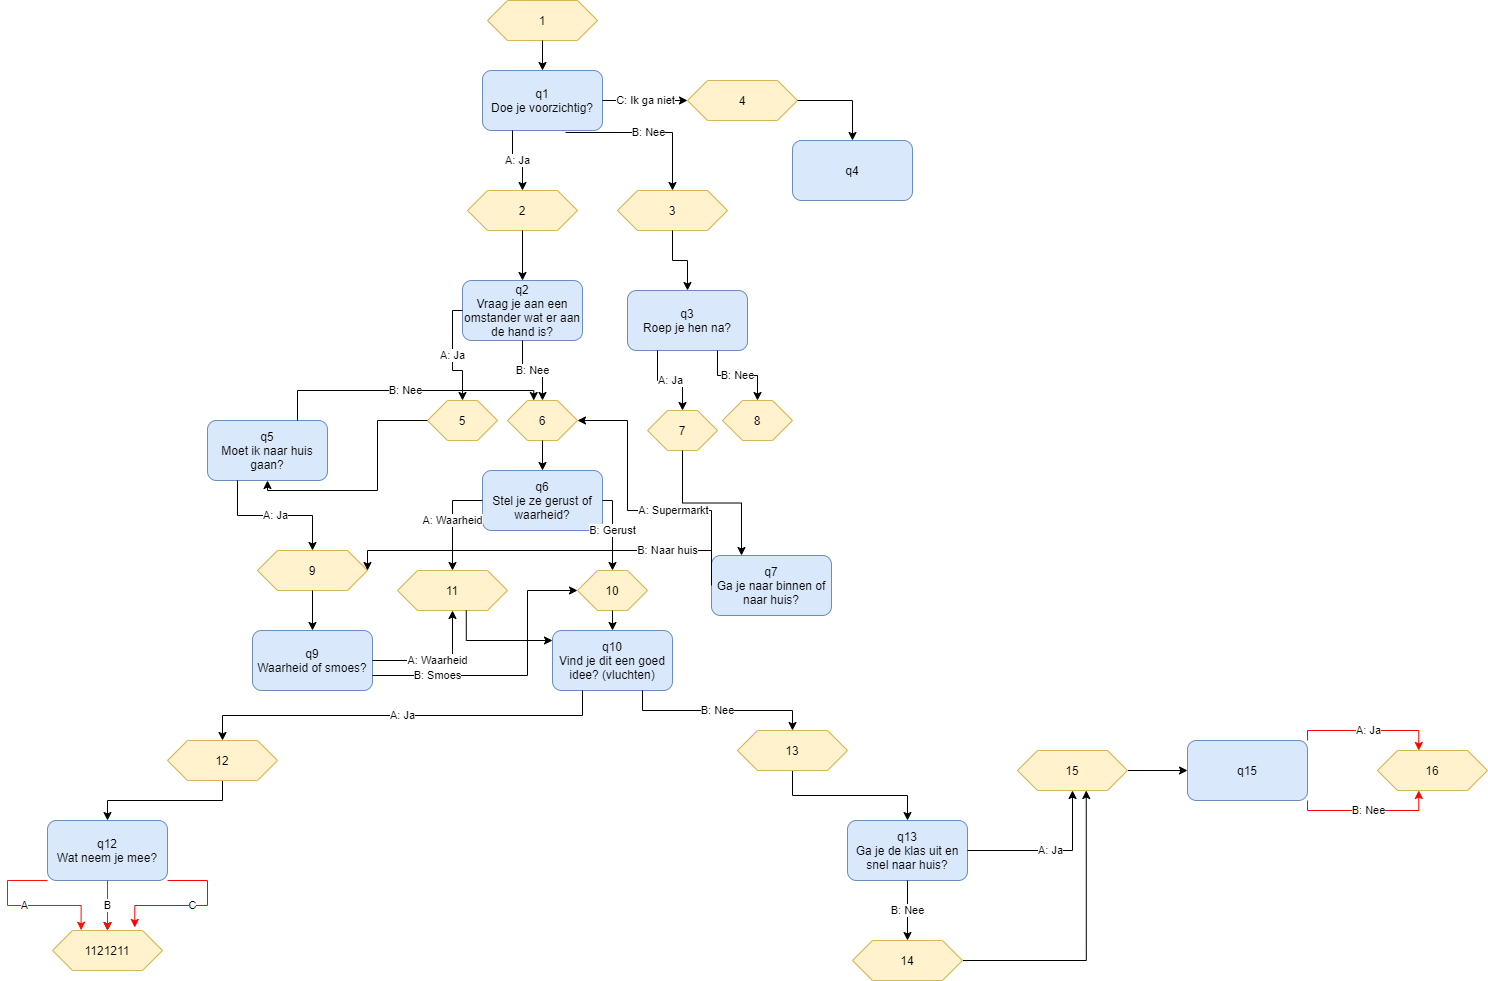 1
q1
Doe je voorzichtig?
C: Ik ga niet
4
B: Nee
A: Ja
q4
2
3
q2
Vraag je aan een
omstander wat er aan
de hand is?
q3
Roep je hen na?
A: Ja
B: Nee
A: Ja
B: Nee
B: Nee
5
6
7
8
q5
Moet ik naar huis
gaan?
q6
Stel je ze gerust of
waarheid?
A: Ja
A: Waarheid
B: Gerust
A: Supermarkt
B: Naar huis
9
11
10
q7
Ga je naar binnen of
naar huis?
q9
Waarheid of smoes?
A: Waarheid
B: Smoes
q10
Vind je dit een goed
idee? (vluchten)
A: Ja
B: Nee
12
13
15
q15
A: Ja
16
B: Nee
q12
Wat neem je mee?
q13
Ga je de klas uit en
snel naar huis?
A: Ja
A
B
C
B: Nee
1121211
14